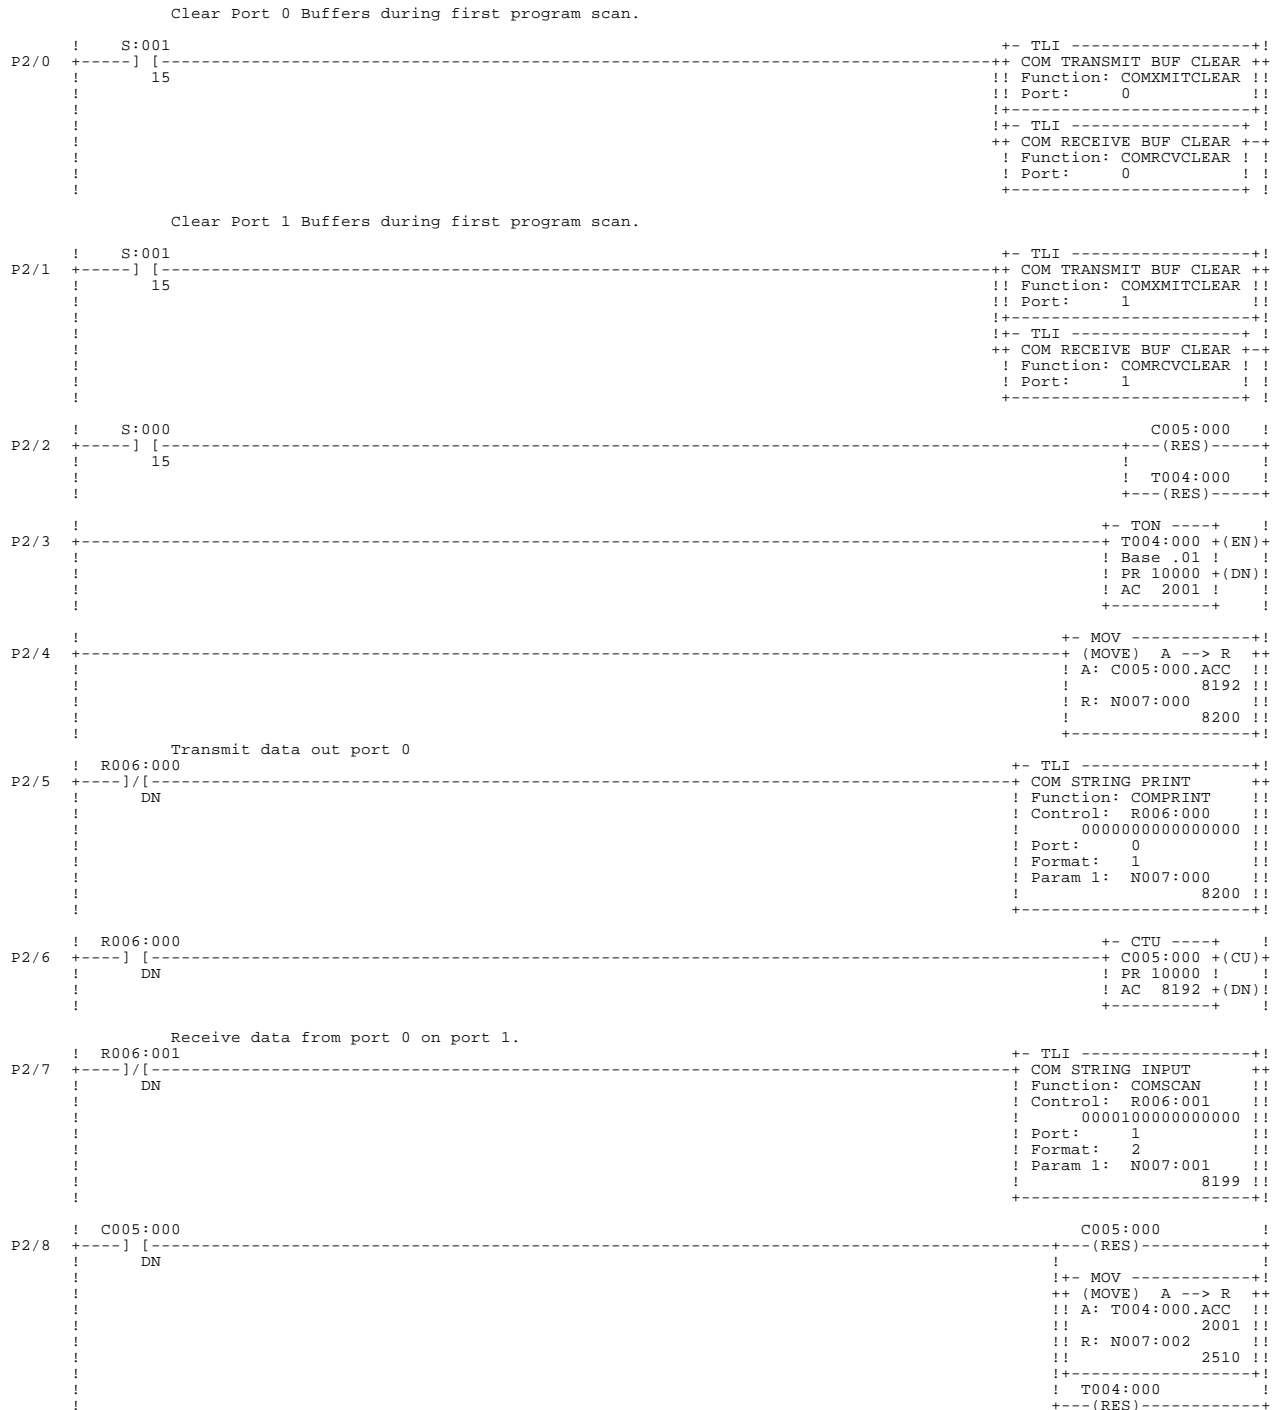 Clear Port 0 Buffers during first program scan.
! S:001 +- TLI ------------------+!
P2/0 +-----] [-----------------------------------------------------------------------------------++ COM TRANSMIT BUF CLEAR ++
! 15 !! Function: COMXMITCLEAR !!
! !! Port: 0 !!
! !+------------------------+!
! !+- TLI -----------------+ !
! ++ COM RECEIVE BUF CLEAR +-+
! ! Function: COMRCVCLEAR ! !
! ! Port: 0 ! !
! +-----------------------+ !
Clear Port 1 Buffers during first program scan.
! S:001 +- TLI ------------------+!
P2/1 +-----] [-----------------------------------------------------------------------------------++ COM TRANSMIT BUF CLEAR ++
! 15 !! Function: COMXMITCLEAR !!
! !! Port: 1 !!
! !+------------------------+!
! !+- TLI -----------------+ !
! ++ COM RECEIVE BUF CLEAR +-+
! ! Function: COMRCVCLEAR ! !
! ! Port: 1 ! !
! +-----------------------+ !
! S:000 C005:000 !
P2/2 +-----] [------------------------------------------------------------------------------------------------+---(RES)-----+
! 15 ! !
! ! T004:000 !
! +---(RES)-----+
! +- TON ----+ !
P2/3 +------------------------------------------------------------------------------------------------------+ T004:000 +(EN)+
! ! Base .01 ! !
! ! PR 10000 +(DN)!
! ! AC 2001 ! !
! +----------+ !
! +- MOV ------------+!
P2/4 +--------------------------------------------------------------------------------------------------+ (MOVE) A --> R ++
! ! A: C005:000.ACC !!
! ! 8192 !!
! ! R: N007:000 !!
! ! 8200 !!
! +------------------+!
Transmit data out port 0
! R006:000 +- TLI -----------------+!
P2/5 +----]/[--------------------------------------------------------------------------------------+ COM STRING PRINT ++
! DN ! Function: COMPRINT !!
! ! Control: R006:000 !!
! ! 0000000000000000 !!
! ! Port: 0 !!
! ! Format: 1 !!
! ! Param 1: N007:000 !!
! ! 8200 !!
! +-----------------------+!
! R006:000 +- CTU ----+ !
P2/6 +----] [-----------------------------------------------------------------------------------------------+ C005:000 +(CU)+
! DN ! PR 10000 ! !
! ! AC 8192 +(DN)!
! +----------+ !
Receive data from port 0 on port 1.
! R006:001 +- TLI -----------------+!
P2/7 +----]/[--------------------------------------------------------------------------------------+ COM STRING INPUT ++
! DN ! Function: COMSCAN !!
! ! Control: R006:001 !!
! ! 0000100000000000 !!
! ! Port: 1 !!
! ! Format: 2 !!
! ! Param 1: N007:001 !!
! ! 8199 !!
! +-----------------------+!
! C005:000 C005:000 !
P2/8 +----] [------------------------------------------------------------------------------------------+---(RES)------------+
! DN ! !
! !+- MOV ------------+!
! ++ (MOVE) A --> R ++
! !! A: T004:000.ACC !!
! !! 2001 !!
! !! R: N007:002 !!
! !! 2510 !!
! !+------------------+!
! ! T004:000 !
! +---(RES)------------+